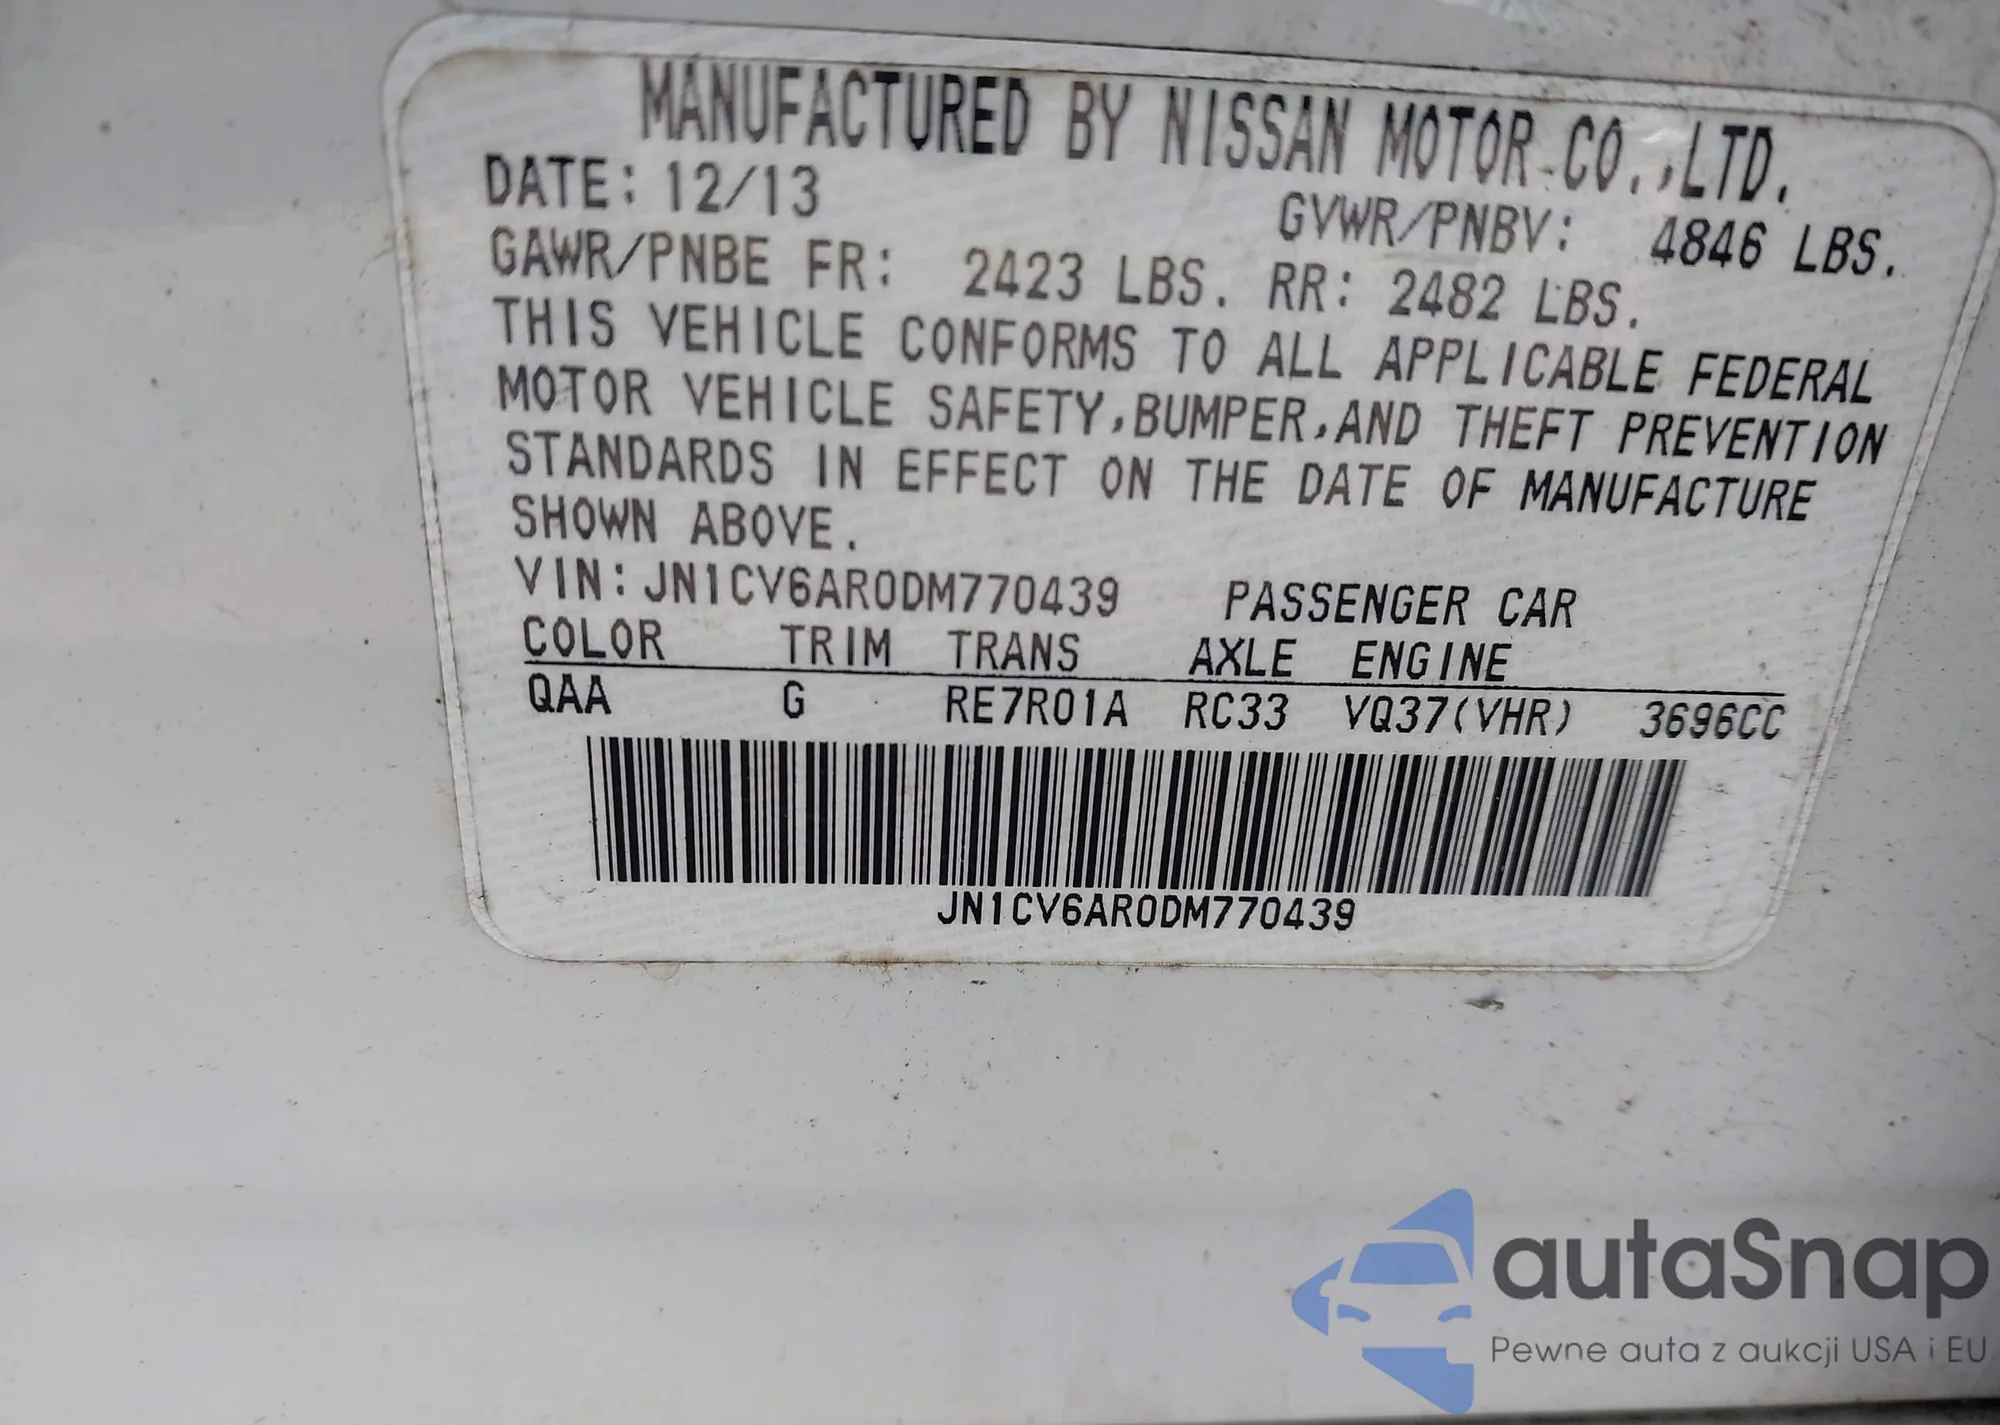 MANUFACTURED BY NISSAN MOTOR CO.,LTD.
DATE: 12/13 GVWR/PNBV: 4846 LBS.
GAWR/PNBE FR: 2423 LBS. RR: 2482 LBS.
THIS VEHICLE CONFORMS TO ALL APPLICABLE FEDERAL
MOTOR VEHICLE SAFETY,BUMPER,AND THEFT PREVENTION
STANDARDS IN EFFECT ON THE DATE OF MANUFACTURE
SHOWN ABOVE.
VIN:JN1CV6AR0DM770439 PASSENGER CAR
COLOR TRIM TRANS AXLE ENGINE
QAA G RE7R01A RC33 VQ37(VHR) 3696CC
JN1CV6AR0DM770439
autaSnap
Pewne auta z aukcji USA i EU